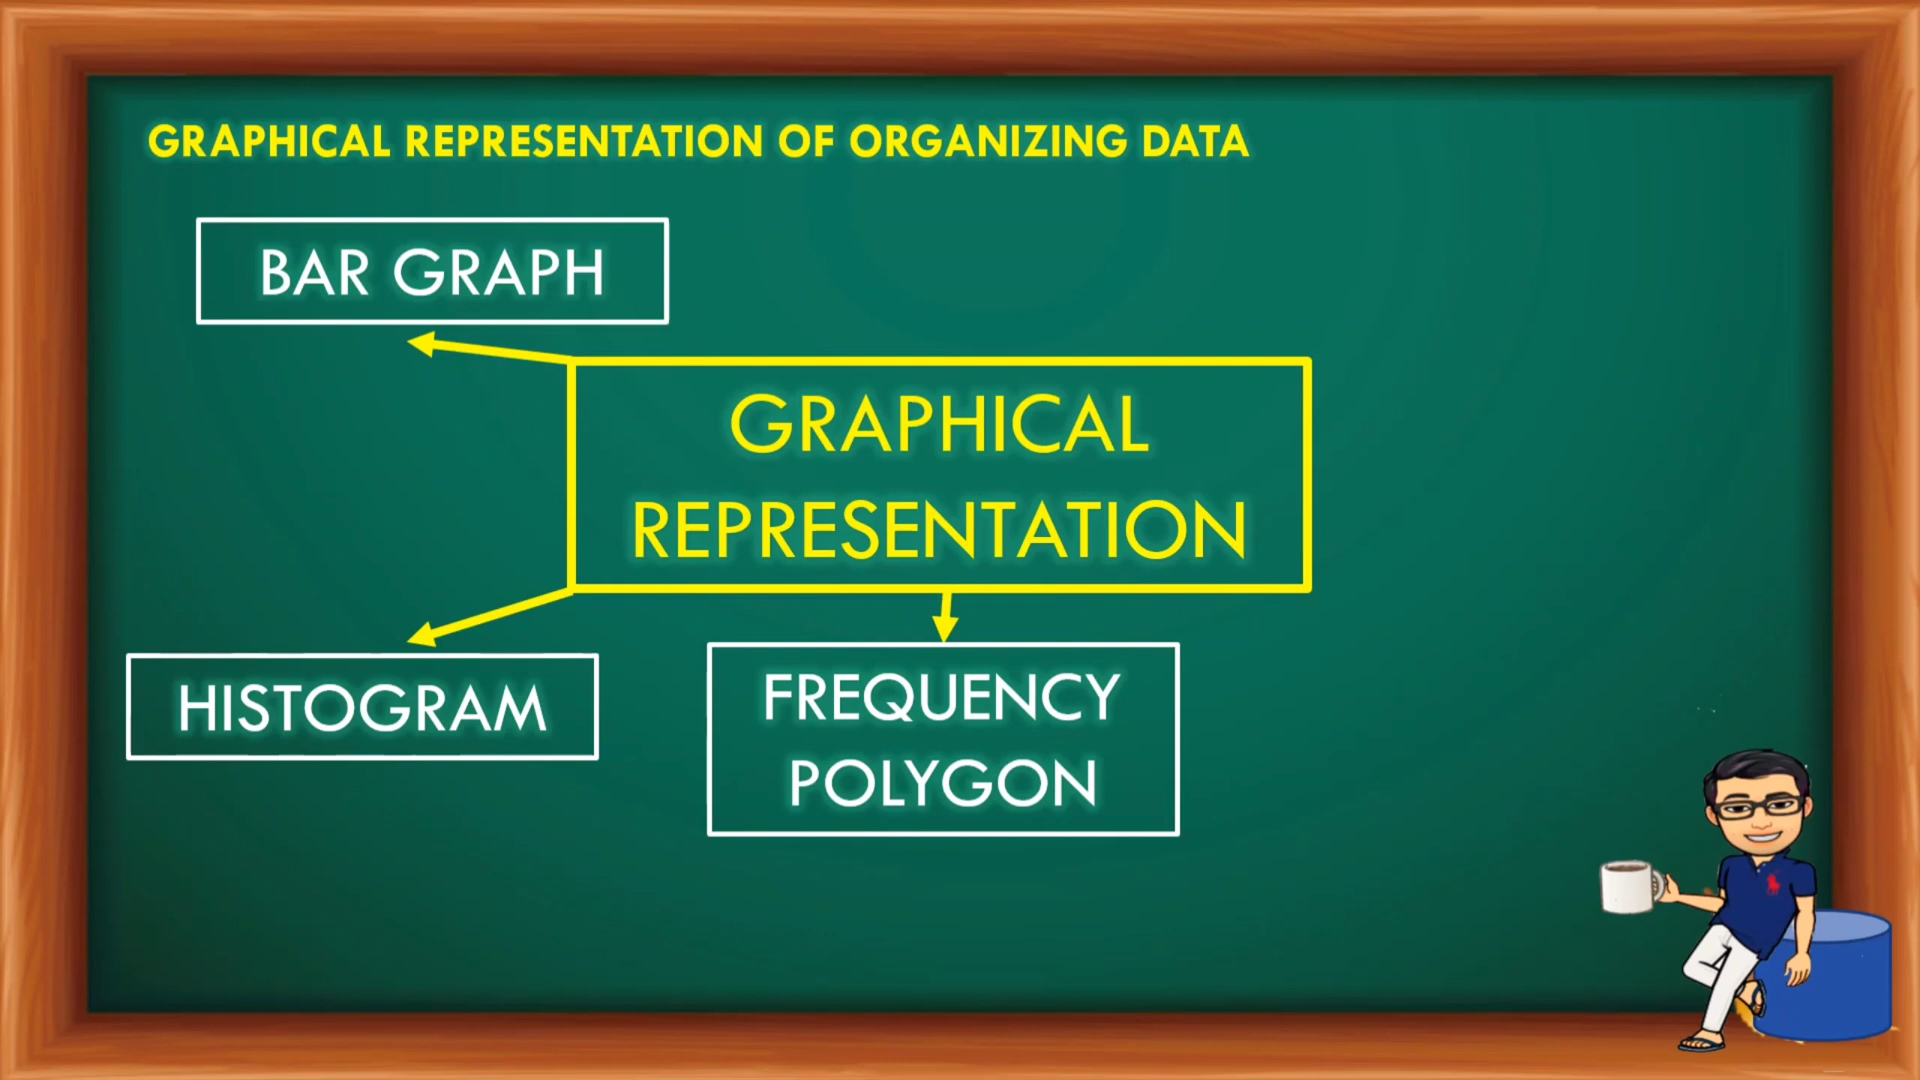 GRAPHICAL REPRESENTATION OF ORGANIZING DATA
BAR GRAPH
GRAPHICAL
REPRESENTATION
HISTOGRAM
FREQUENCY
POLYGON